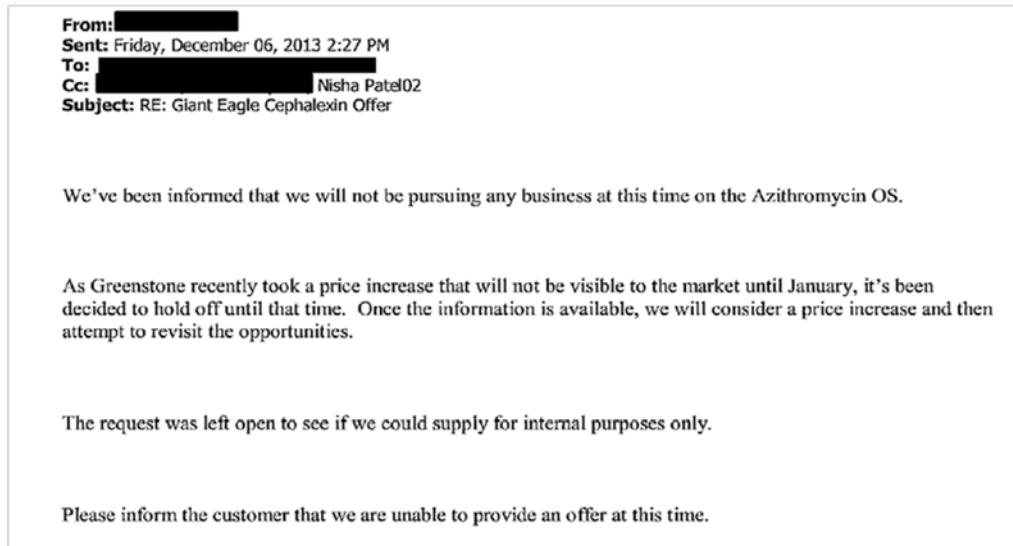 From:
Sent: Friday, December 06, 2013 2:27 PM
To:
Cc: Nisha Patel02
Subject: RE: Giant Eagle Cephalexin Offer
We've been informed that we will not be pursuing any business at this time on the Azithromycin OS.
As Greenstone recently took a price increase that will not be visible to the market until January, it's been
decided to hold off until that time. Once the information is available, we will consider a price increase and then
attempt to revisit the opportunities.
The request was left open to see if we could supply for internal purposes only.
Please inform the customer that we are unable to provide an offer at this time.